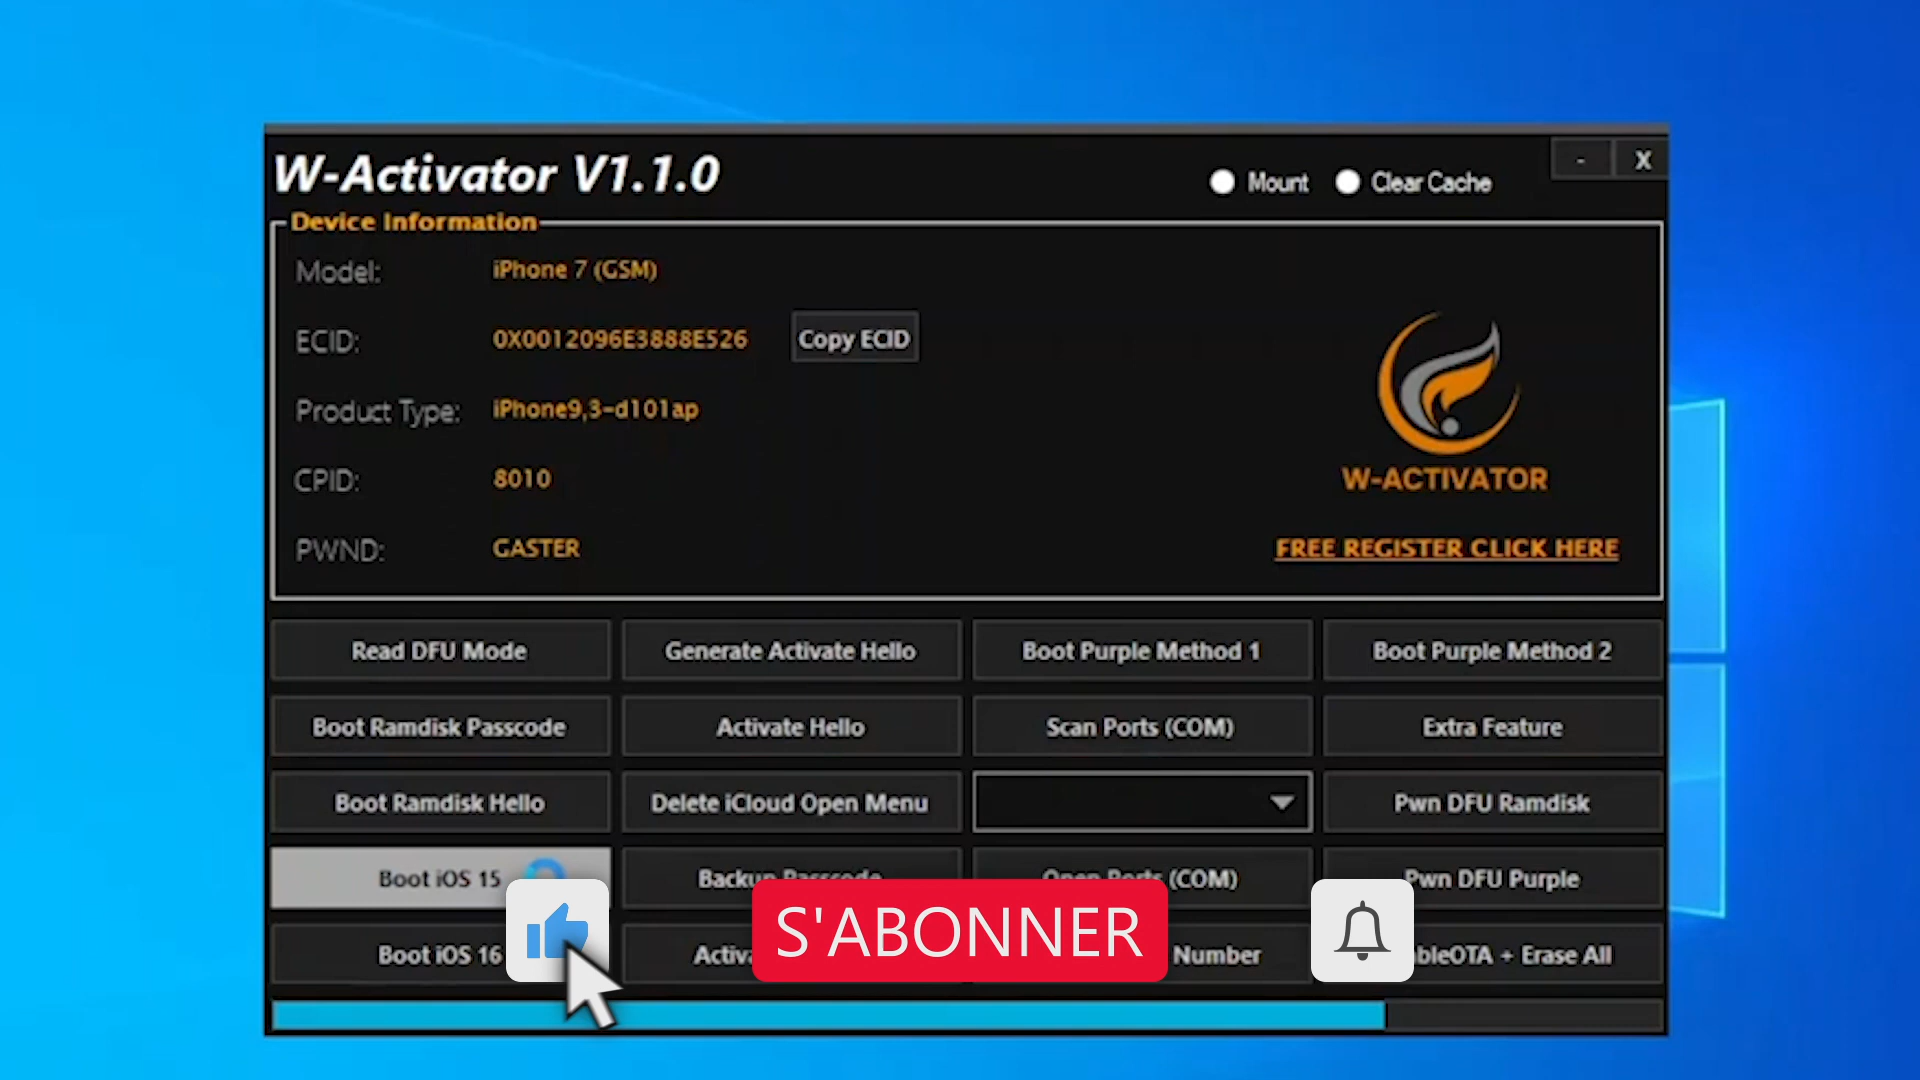 W-Activator V1.1.0
Mount
Clear Cache
-
X
Device Information
Model:
iPhone 7 (GSM)
ECID:
0X0012096E3888E526
Copy ECID
Product Type:
iPhone9,3-d101ap
CPID:
8010
PWND:
GASTER
W-ACTIVATOR
FREE REGISTER CLICK HERE
Read DFU Mode
Generate Activate Hello
Boot Purple Method 1
Boot Purple Method 2
Boot Ramdisk Passcode
Activate Hello
Scan Ports (COM)
Extra Feature
Boot Ramdisk Hello
Delete iCloud Open Menu
Pwn DFU Ramdisk
Boot iOS 15
Backup Passcode
Open Ports (COM)
Pwn DFU Purple
Boot iOS 16
S'ABONNER
Number
+ Erase All